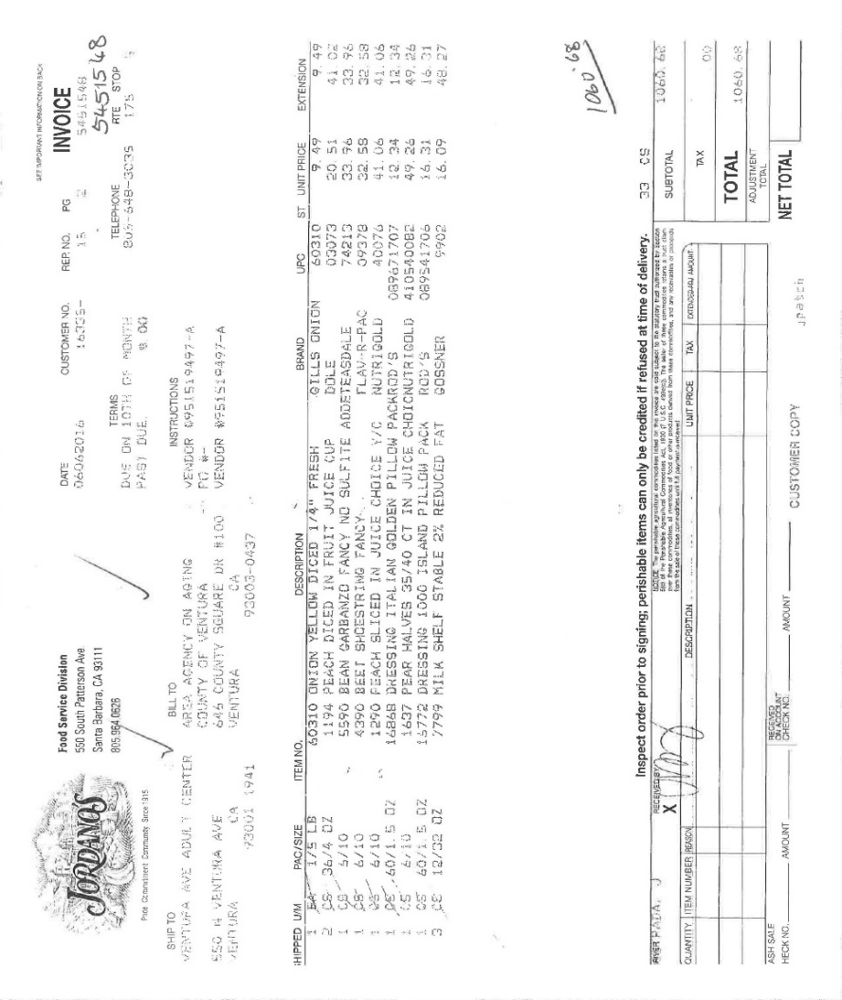 SEE IMPORTANT INFORMATION ON BACK
JORDANO'S
Pride Commitment Community Since 1915
Food Service Division
550 South Patterson Ave
Santa Barbara, CA 93111
805.964.0626
DATE
06062016
CUSTOMER NO.
16335-
REP. NO.
15
PG
2
INVOICE
5451548
5451548
TERMS
DUE ON 10TH OF MONTH
PAST DUE. $.00
TELEPHONE
805-648-3035
RTE STOP
175 5
SHIP TO
VENTURA AVE ADULT CENTER
550 N VENTURA AVE
VENTURA CA
93001 1941
BILL TO
AREA AGENCY ON AGING
COUNTY OF VENTURA
646 COUNTY SQUARE DR #100
VENTURA CA
93003-0437
INSTRUCTIONS
VENDOR #951519497-A
PO #-
VENDOR #951519497-A
SHIPPED U/M PAC/SIZE ITEM NO. DESCRIPTION BRAND UPC ST UNIT PRICE EXTENSION
1 EA 1/5 LB 60310 ONION YELLOW DICED 1/4" FRESH GILLS ONION 60310 9.49 9.49
2 CS 36/4 OZ 1194 PEACH DICED IN FRUIT JUICE CUP DOLE 03073 20.51 41.02
1 CS 6/10 5590 BEAN GARBANZO FANCY NO SULFITE ADDETEASDALE 74213 33.96 33.96
1 CS 6/10 4390 BEET SHOESTRING FANCY FLAV-R-PAC 09378 32.58 32.58
1 CS 6/10 1290 PEACH SLICED IN JUICE CHOICE Y/C NUTRIGOLD 40076 41.06 41.06
1 CS 60/1.5 OZ 16868 DRESSING ITALIAN GOLDEN PILLOW PACKROD'S 089671707 12.34 12.34
1 CS 6/10 1637 PEAR HALVES 35/40 CT IN JUICE CHOICNUTRIGOLD 410540082 49.26 49.26
1 CS 60/1.5 OZ 16772 DRESSING 1000 ISLAND PILLOW PACK ROD'S 089541706 16.31 16.31
3 CS 12/32 OZ 7799 MILK SHELF STABLE 2% REDUCED FAT GOSSNER 9902 16.09 48.27
1060.68
Inspect order prior to signing; perishable items can only be credited if refused at time of delivery.
33 CS
RADA, J
RECEIVED BY
X
NOTICE: The perishable agricultural commodities listed on this invoice are sold subject to the statutory trust authorized by Section
5(c) of the Perishable Agricultural Commodities Act, 1930 (7 U.S.C. 499e(c)). The seller of these commodities retains a trust claim
over these commodities, all inventories of food or other products derived from these commodities, and any receivables or proceeds
from the sale of these commodities until full payment is received.
SUBTOTAL 1060.68
QUANTITY ITEM NUMBER REASON DESCRIPTION UNIT PRICE TAX EXTENDED ADJ AMOUNT
TAX 00
TOTAL 1060.68
ADJUSTMENT TOTAL
NET TOTAL
ASH SALE
HECK NO. AMOUNT
RECEIVED ON ACCOUNT
CHECK NO. AMOUNT
CUSTOMER COPY
jpatch